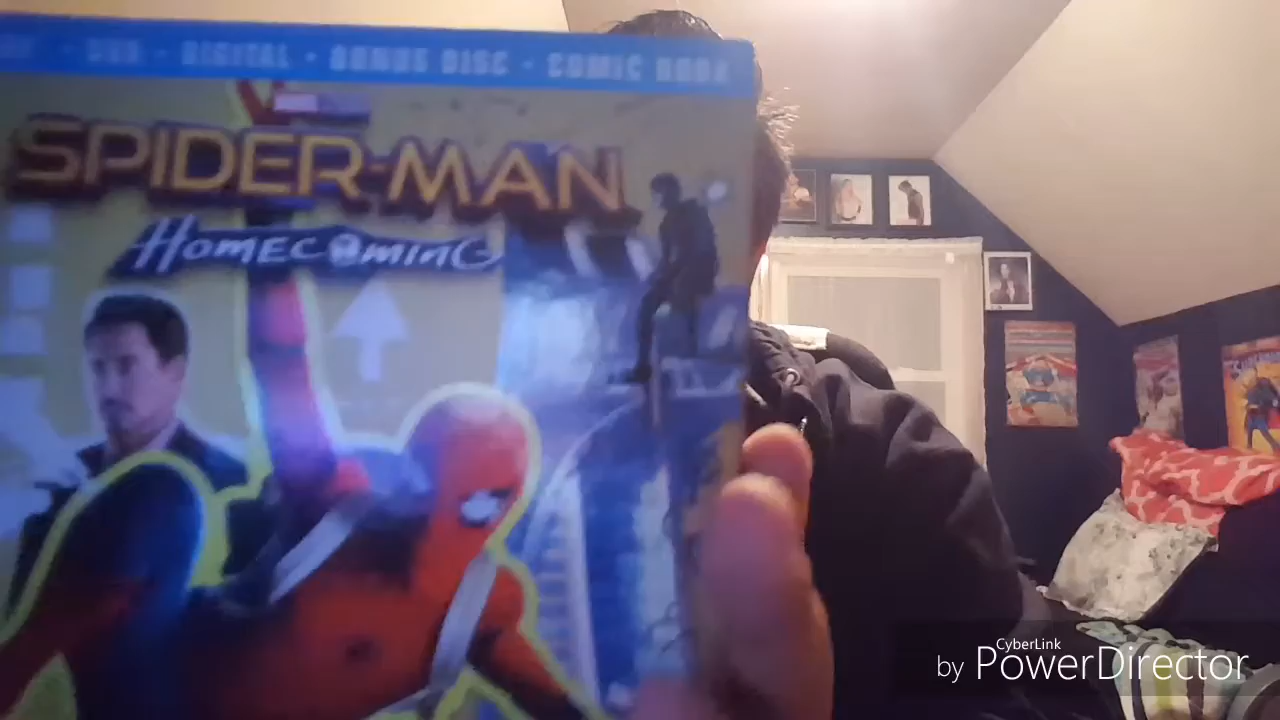 DVD • DIGITAL • BONUS DISC • COMIC BOOK
SPIDER-MAN
HOMECOMING
CyberLink
by PowerDirector